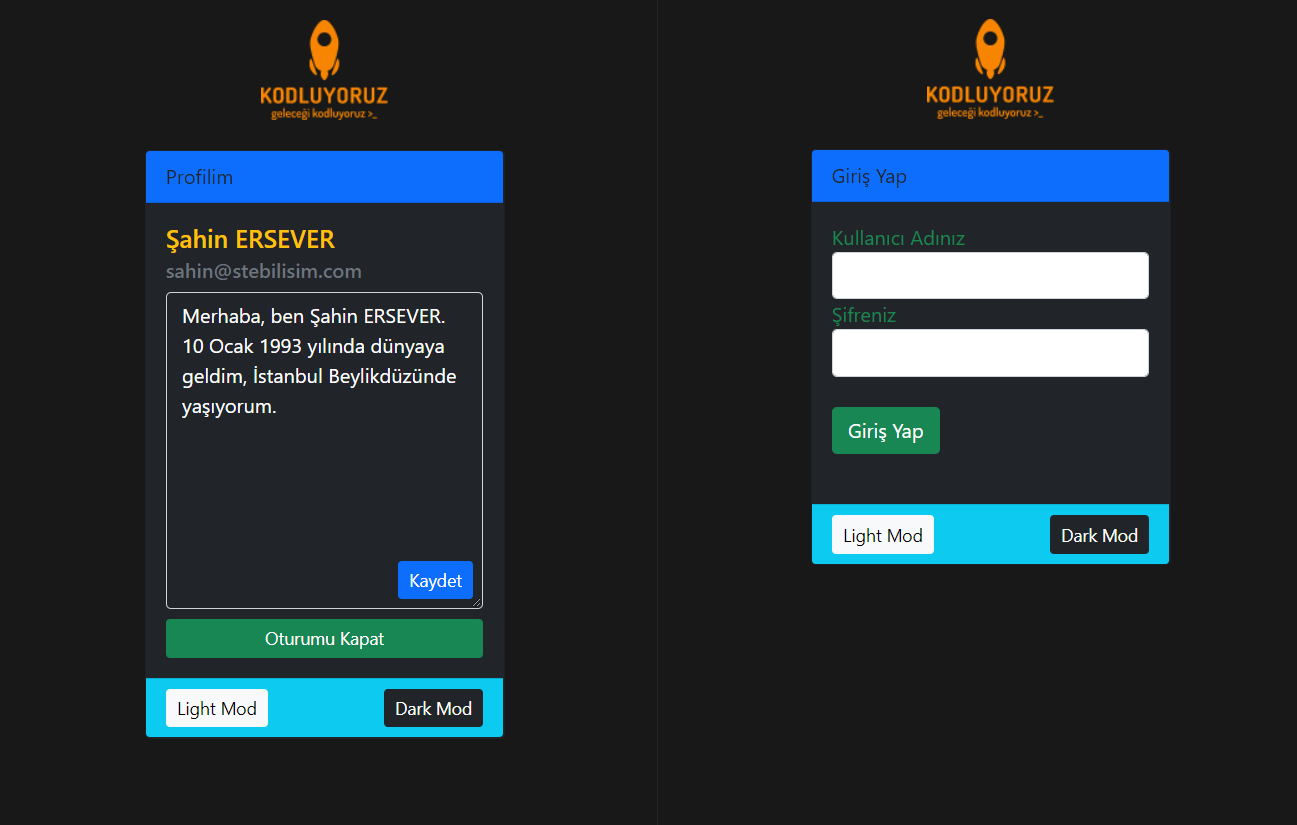 KODLUYORUZ
geleceği kodluyoruz >_
Profilim
Şahin ERSEVER
sahin@stebilisim.com
Merhaba, ben Şahin ERSEVER.
10 Ocak 1993 yılında dünyaya
geldim, İstanbul Beylikdüzünde
yaşıyorum.
Kaydet
Oturumu Kapat
Light Mod
Dark Mod
KODLUYORUZ
geleceği kodluyoruz >_
Giriş Yap
Kullanıcı Adınız
Şifreniz
Giriş Yap
Light Mod
Dark Mod